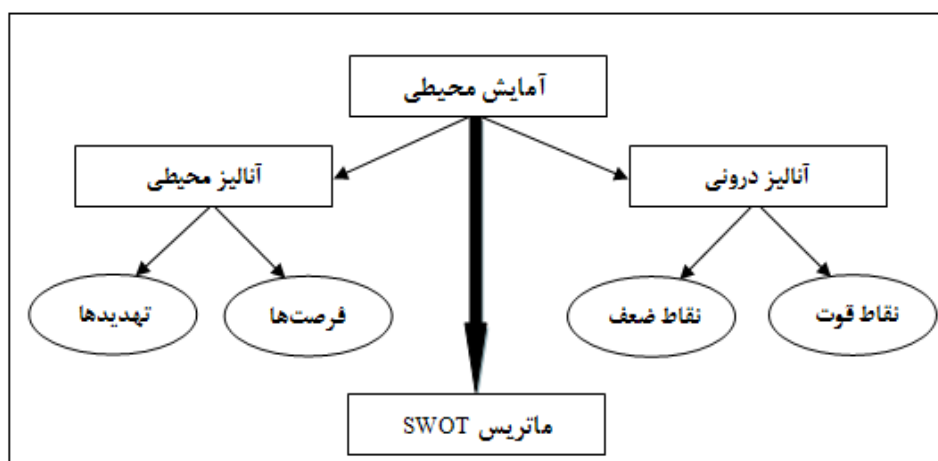 آمایش محیطی
آنالیز درونی
آنالیز محیطی
نقاط قوت
نقاط ضعف
فرصت‌ها
تهدیدها
ماتریس SWOT